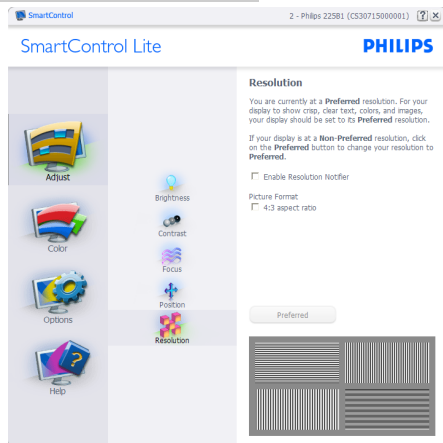 SmartControl
2 - Philips 225B1 (CS30715000001)
SmartControl Lite
PHILIPS
Adjust
Color
Options
Help
Brightness
Contrast
Focus
Position
Resolution
Resolution
You are currently at a Preferred resolution. For your
display to show crisp, clear text, colors, and images,
your display should be set to its Preferred resolution.
If your display is at a Non-Preferred resolution, click
on the Preferred button to change your resolution to
Preferred.
Enable Resolution Notifier
Picture Format
4:3 aspect ratio
Preferred